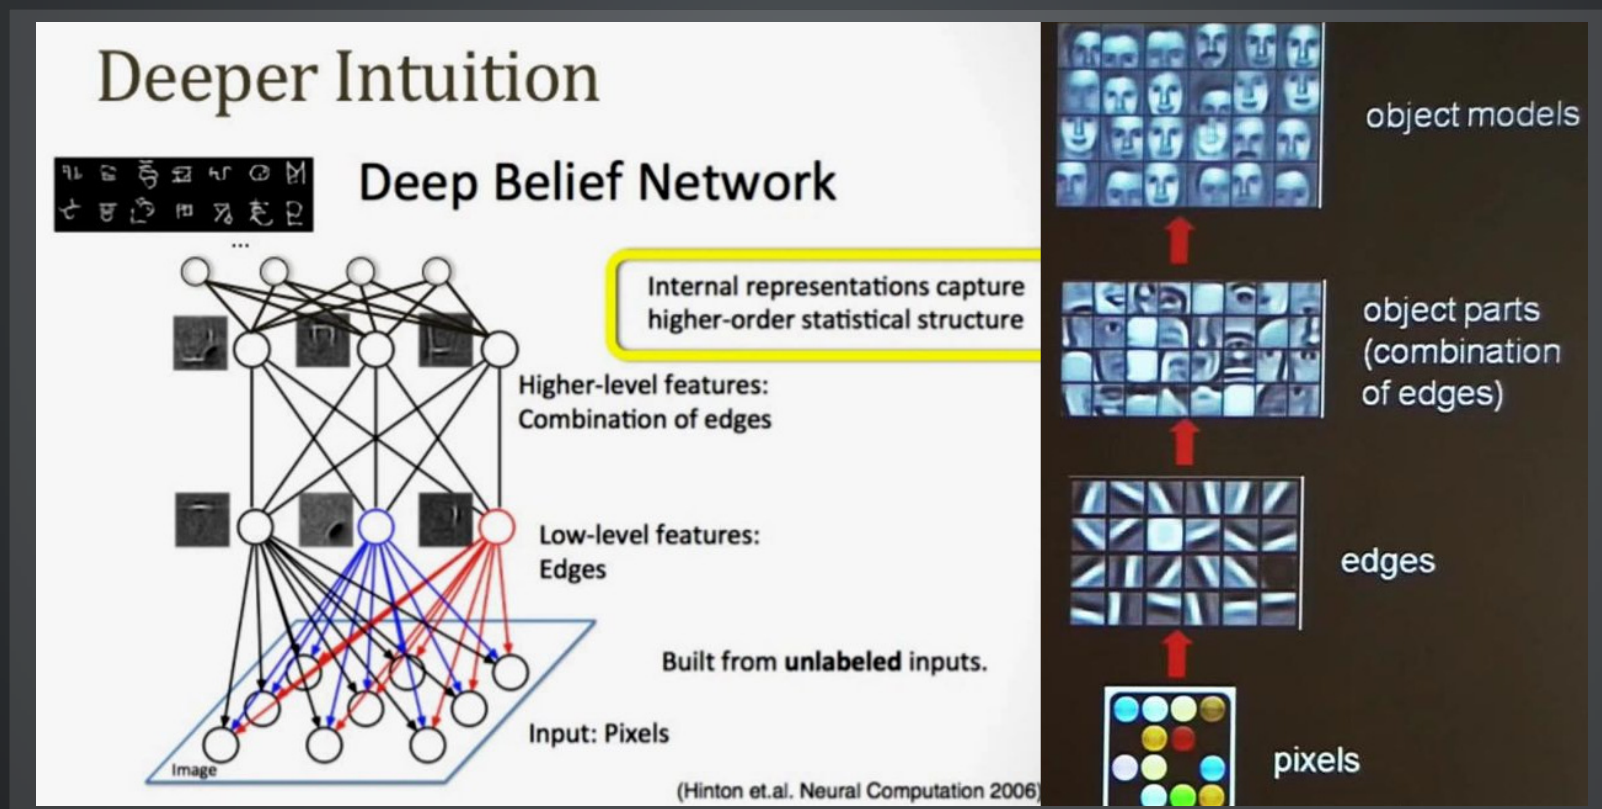 Deeper Intuition
Deep Belief Network
...
Internal representations capture
higher-order statistical structure
Higher-level features:
Combination of edges
Low-level features:
Edges
Built from unlabeled inputs.
Input: Pixels
Image
(Hinton et.al. Neural Computation 2006)
object models
object parts
(combination
of edges)
edges
pixels